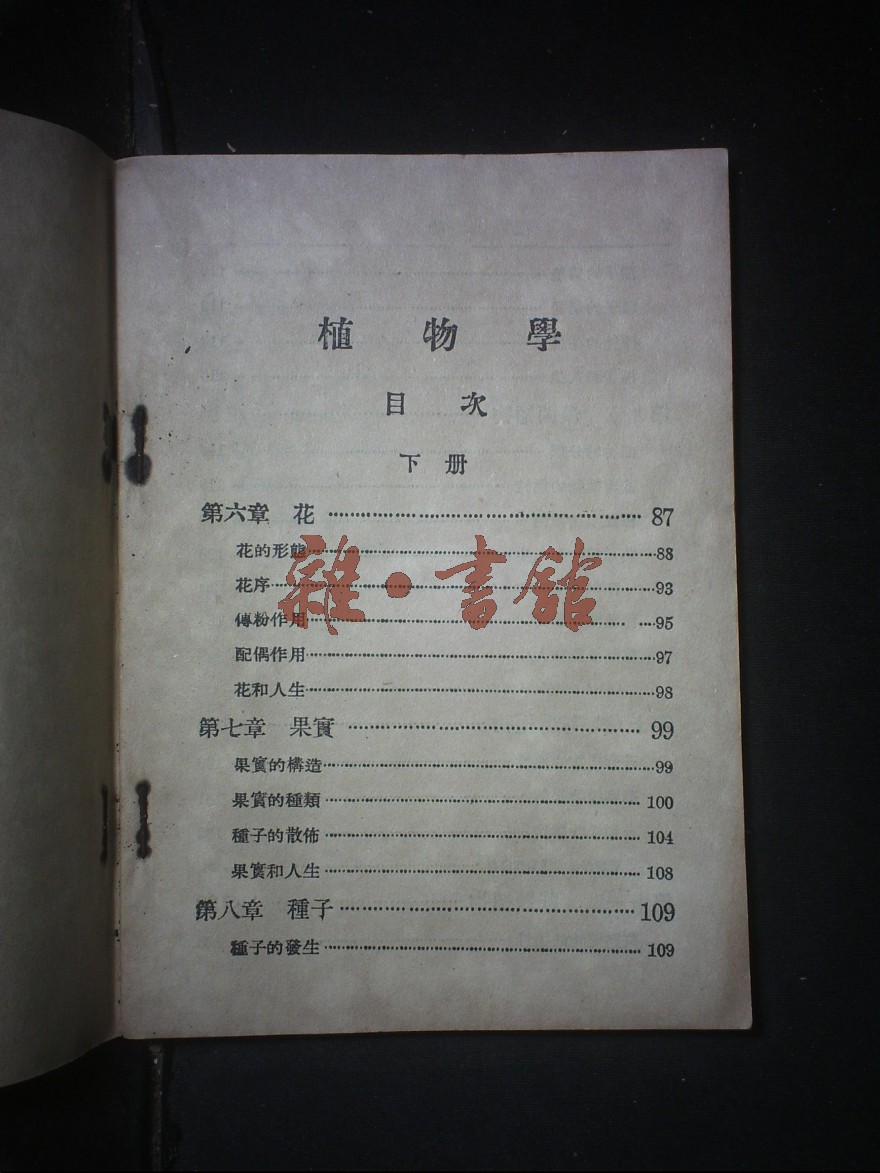 植物學
目次
下册
第六章 花 87
花的形態 88
花序 93
傳粉作用 95
配偶作用 97
花和人生 98
第七章 果實 99
果實的構造 99
果實的種類 100
種子的散佈 104
果實和人生 108
第八章 種子 109
種子的發生 109
雜·書館